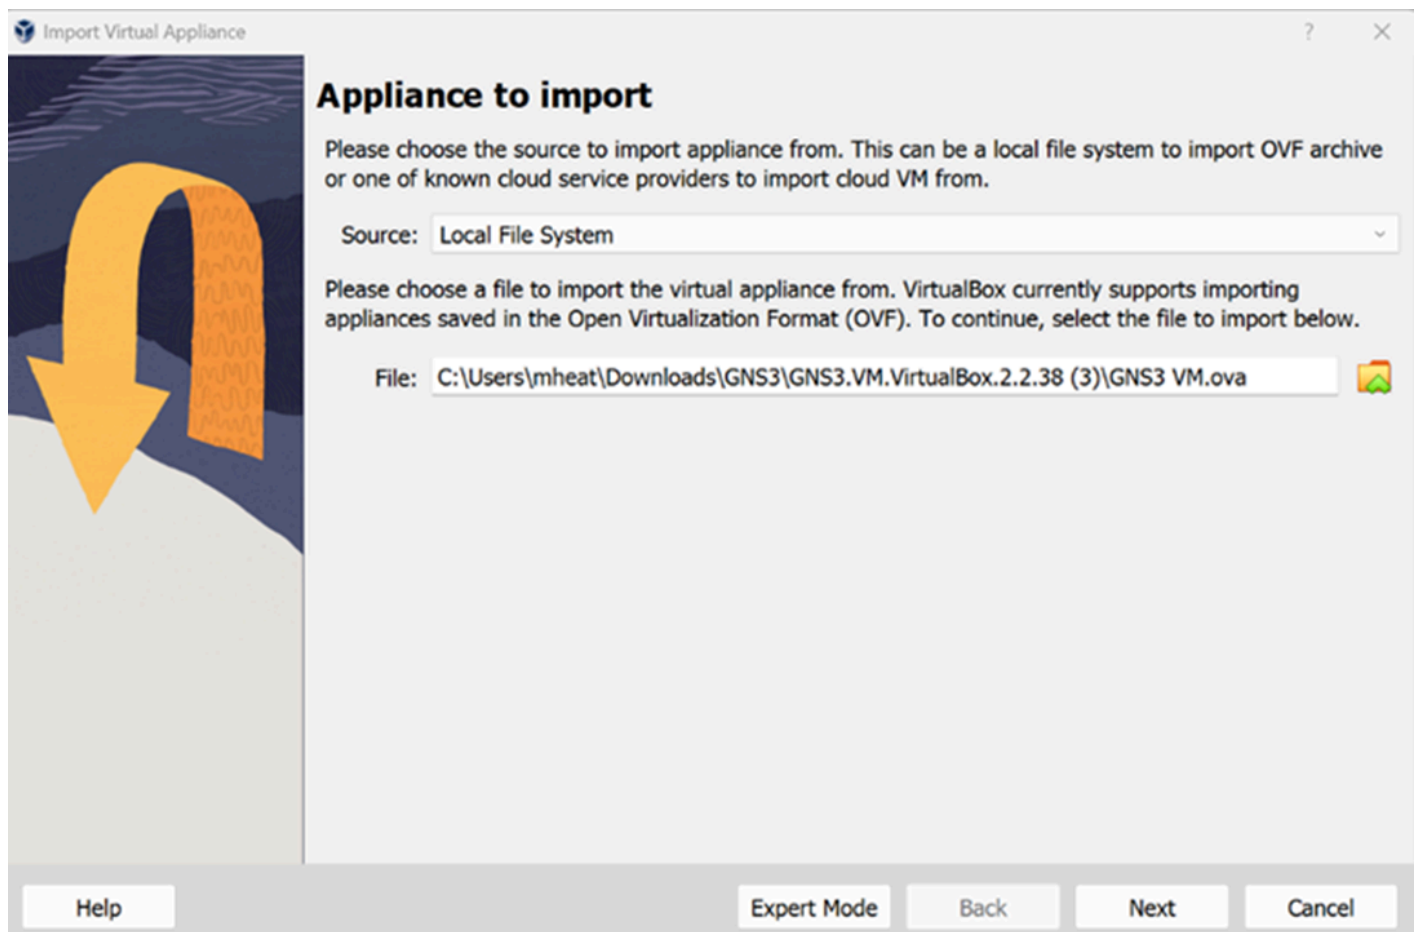 Import Virtual Appliance
?
Appliance to import
Please choose the source to import appliance from. This can be a local file system to import OVF archive
or one of known cloud service providers to import cloud VM from.
Source: Local File System
Please choose a file to import the virtual appliance from. VirtualBox currently supports importing
appliances saved in the Open Virtualization Format (OVF). To continue, select the file to import below.
File: C:\Users\mheat\Downloads\GNS3\GNS3.VM.VirtualBox.2.2.38 (3)\GNS3 VM.ova
Help Expert Mode Back Next Cancel